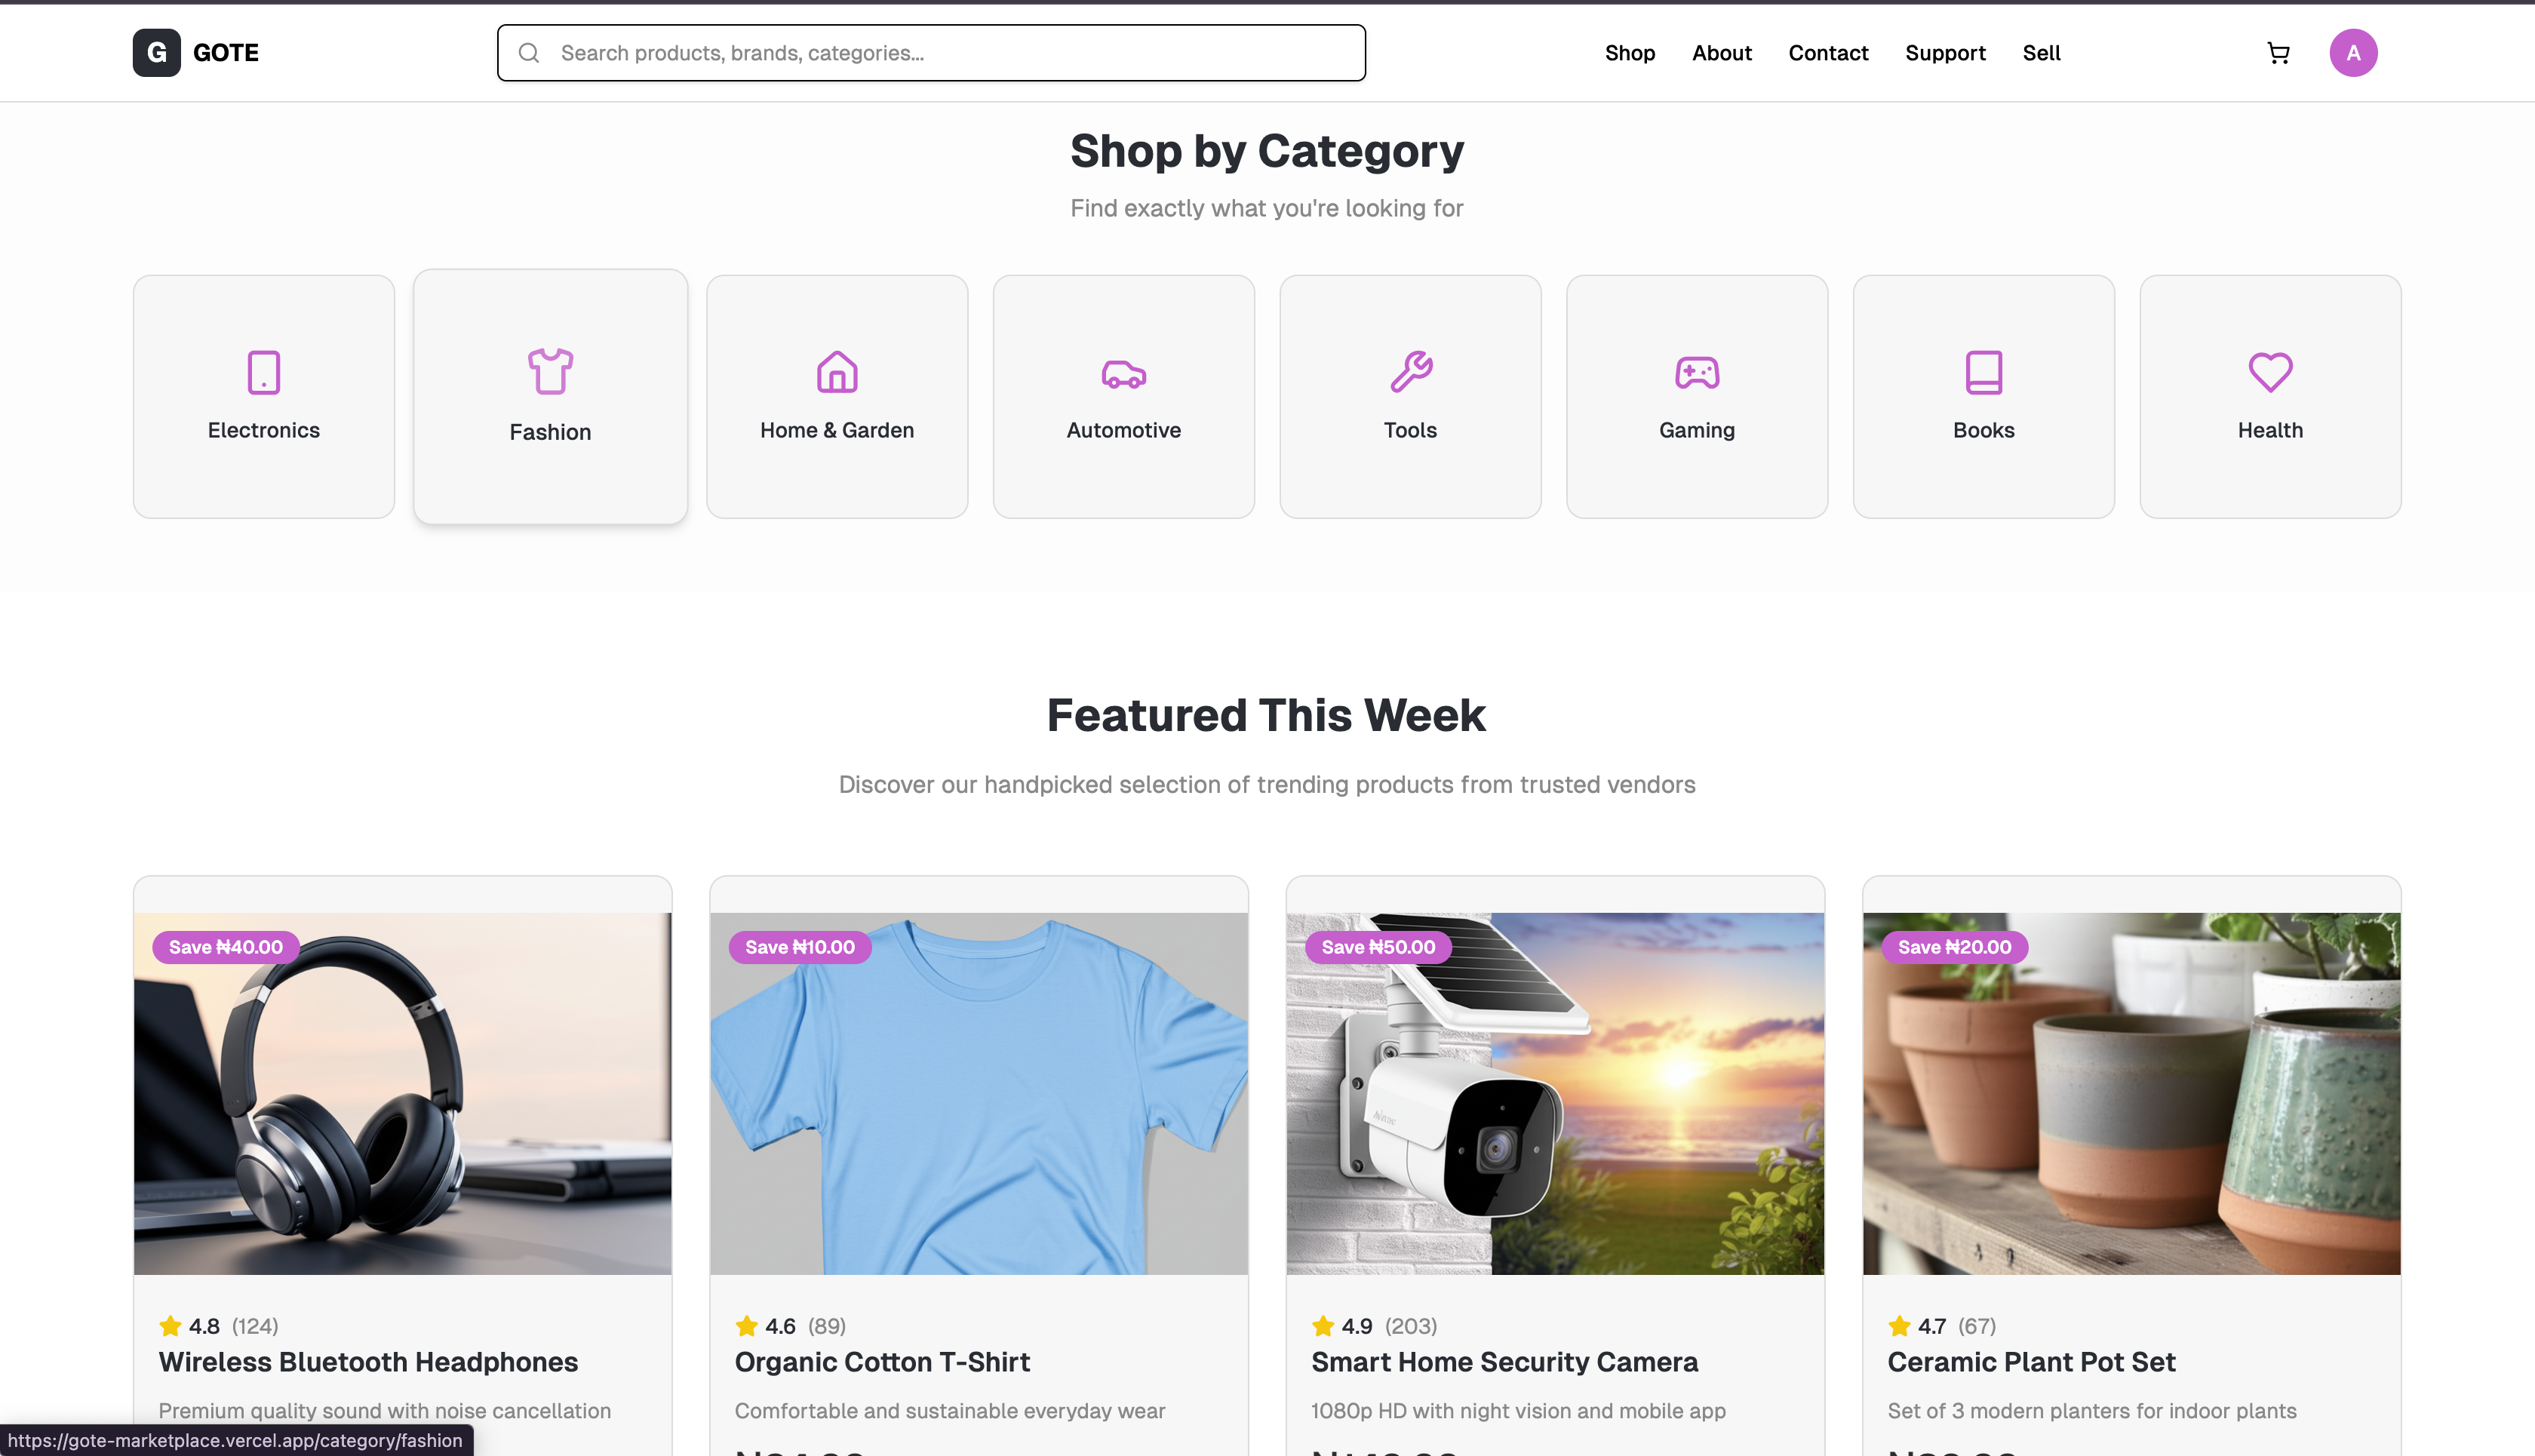 G GOTE
Search products, brands, categories...
Shop About Contact Support Sell
A
Shop by Category
Find exactly what you're looking for
Electronics
Fashion
Home & Garden
Automotive
Tools
Gaming
Books
Health
Featured This Week
Discover our handpicked selection of trending products from trusted vendors
Save ₦40.00
Save ₦10.00
Save ₦50.00
Save ₦20.00
4.8 (124)
Wireless Bluetooth Headphones
Premium quality sound with noise cancellation
4.6 (89)
Organic Cotton T-Shirt
Comfortable and sustainable everyday wear
4.9 (203)
Smart Home Security Camera
1080p HD with night vision and mobile app
4.7 (67)
Ceramic Plant Pot Set
Set of 3 modern planters for indoor plants
https://gote-marketplace.vercel.app/category/fashion